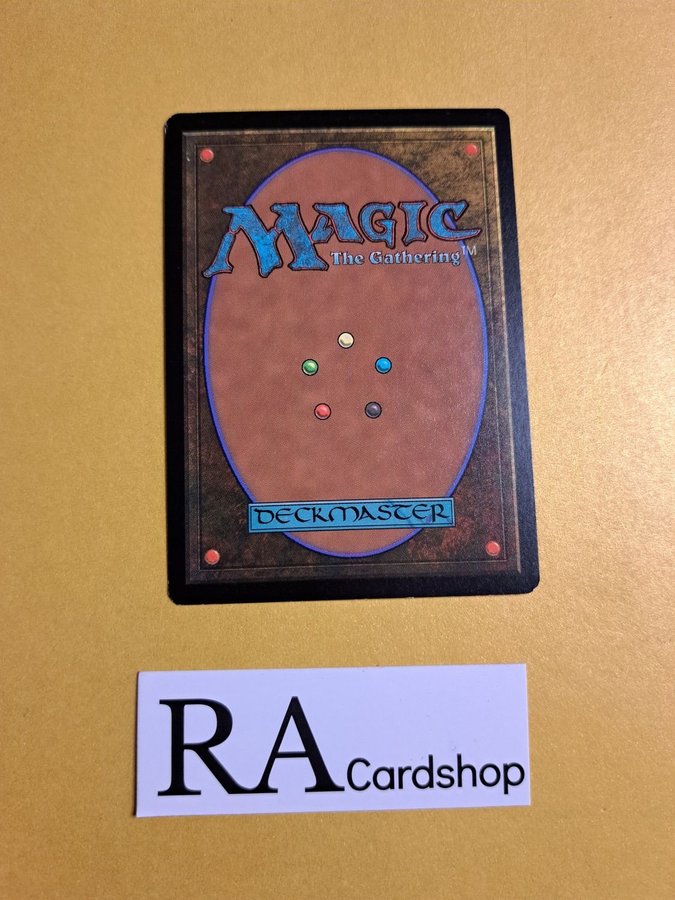 MAGIC
The Gathering™
DECKMASTER
RA Cardshop